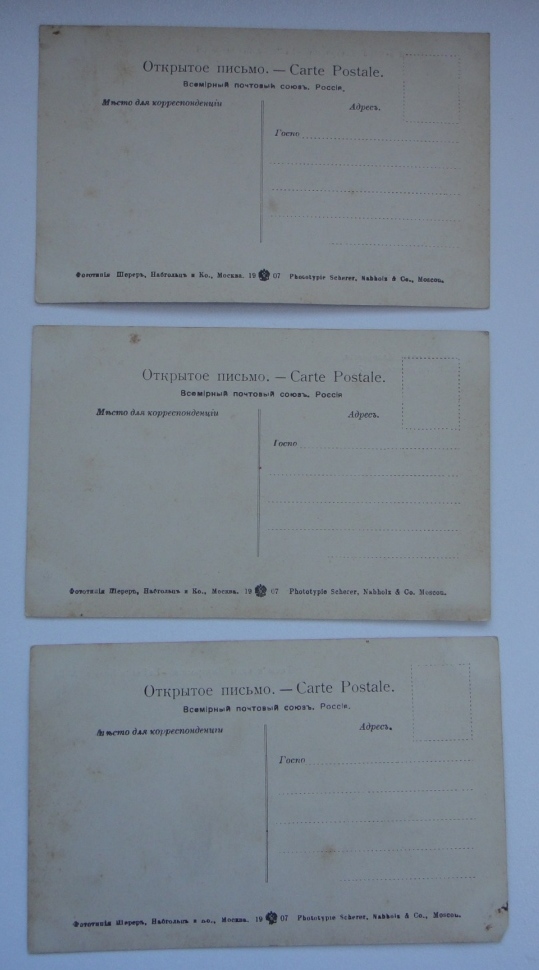 Открытое письмо. — Carte Postale.
Всемірный почтовый союзъ. Россія.
Мѣсто для корреспонденціи
Адресъ.
Госпо
Фототипія Шереръ, Набгольцъ и Ко., Москва. 19 07 Phototypie Scherer, Nabholz & Co., Moscou.
Открытое письмо. — Carte Postale.
Всемірный почтовый союзъ. Россія
Мѣсто для корреспонденціи
Адресъ.
Госпо
Фототипія Шереръ, Набгольцъ и Ко., Москва. 19 07 Phototypie Scherer, Nabholz & Co. Moscou.
Открытое письмо. — Carte Postale.
Всемірный почтовый союзъ. Россія.
Мѣсто для корреспонденціи
Адресъ.
Госпо
Фототипія Шереръ, Набгольцъ и Ко., Москва. 19 07 Phototypie Scherer, Nabholz & Co., Moscou.